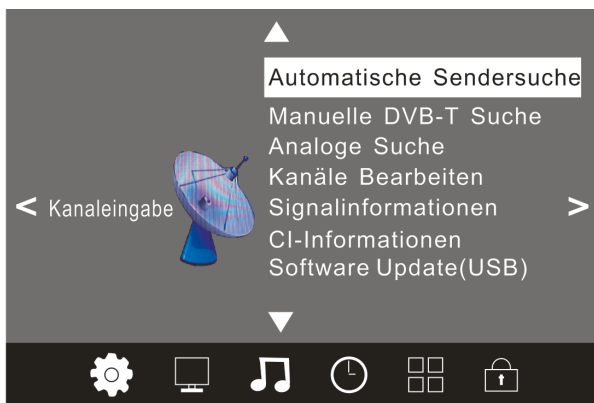 Automatische Sendersuche
Manuelle DVB-T Suche
Analoge Suche
Kanäle Bearbeiten
< Kanaleingabe
Signalinformationen >
CI-Informationen
Software Update(USB)